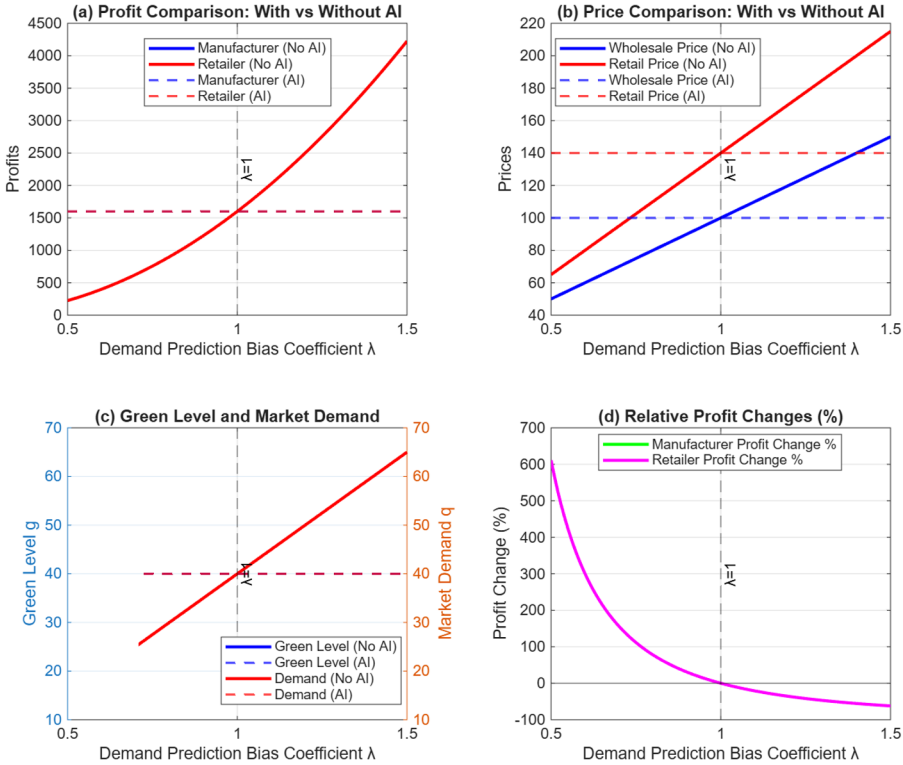 (a) Profit Comparison: With vs Without AI
4500
4000
3500
3000
2500
2000
1500
1000
500
0
Profits
Manufacturer (No AI)
Retailer (No AI)
Manufacturer (AI)
Retailer (AI)
λ=1
0.5
1
1.5
Demand Prediction Bias Coefficient λ
(b) Price Comparison: With vs Without AI
220
200
180
160
140
120
100
80
60
40
Prices
Wholesale Price (No AI)
Retail Price (No AI)
Wholesale Price (AI)
Retail Price (AI)
λ=1
0.5
1
1.5
Demand Prediction Bias Coefficient λ
(c) Green Level and Market Demand
70
60
50
40
30
20
10
Green Level g
70
60
50
40
30
20
10
Market Demand q
λ=1
Green Level (No AI)
Green Level (AI)
Demand (No AI)
Demand (AI)
0.5
1
1.5
Demand Prediction Bias Coefficient λ
(d) Relative Profit Changes (%)
700
600
500
400
300
200
100
0
-100
Profit Change (%)
Manufacturer Profit Change %
Retailer Profit Change %
λ=1
0.5
1
1.5
Demand Prediction Bias Coefficient λ